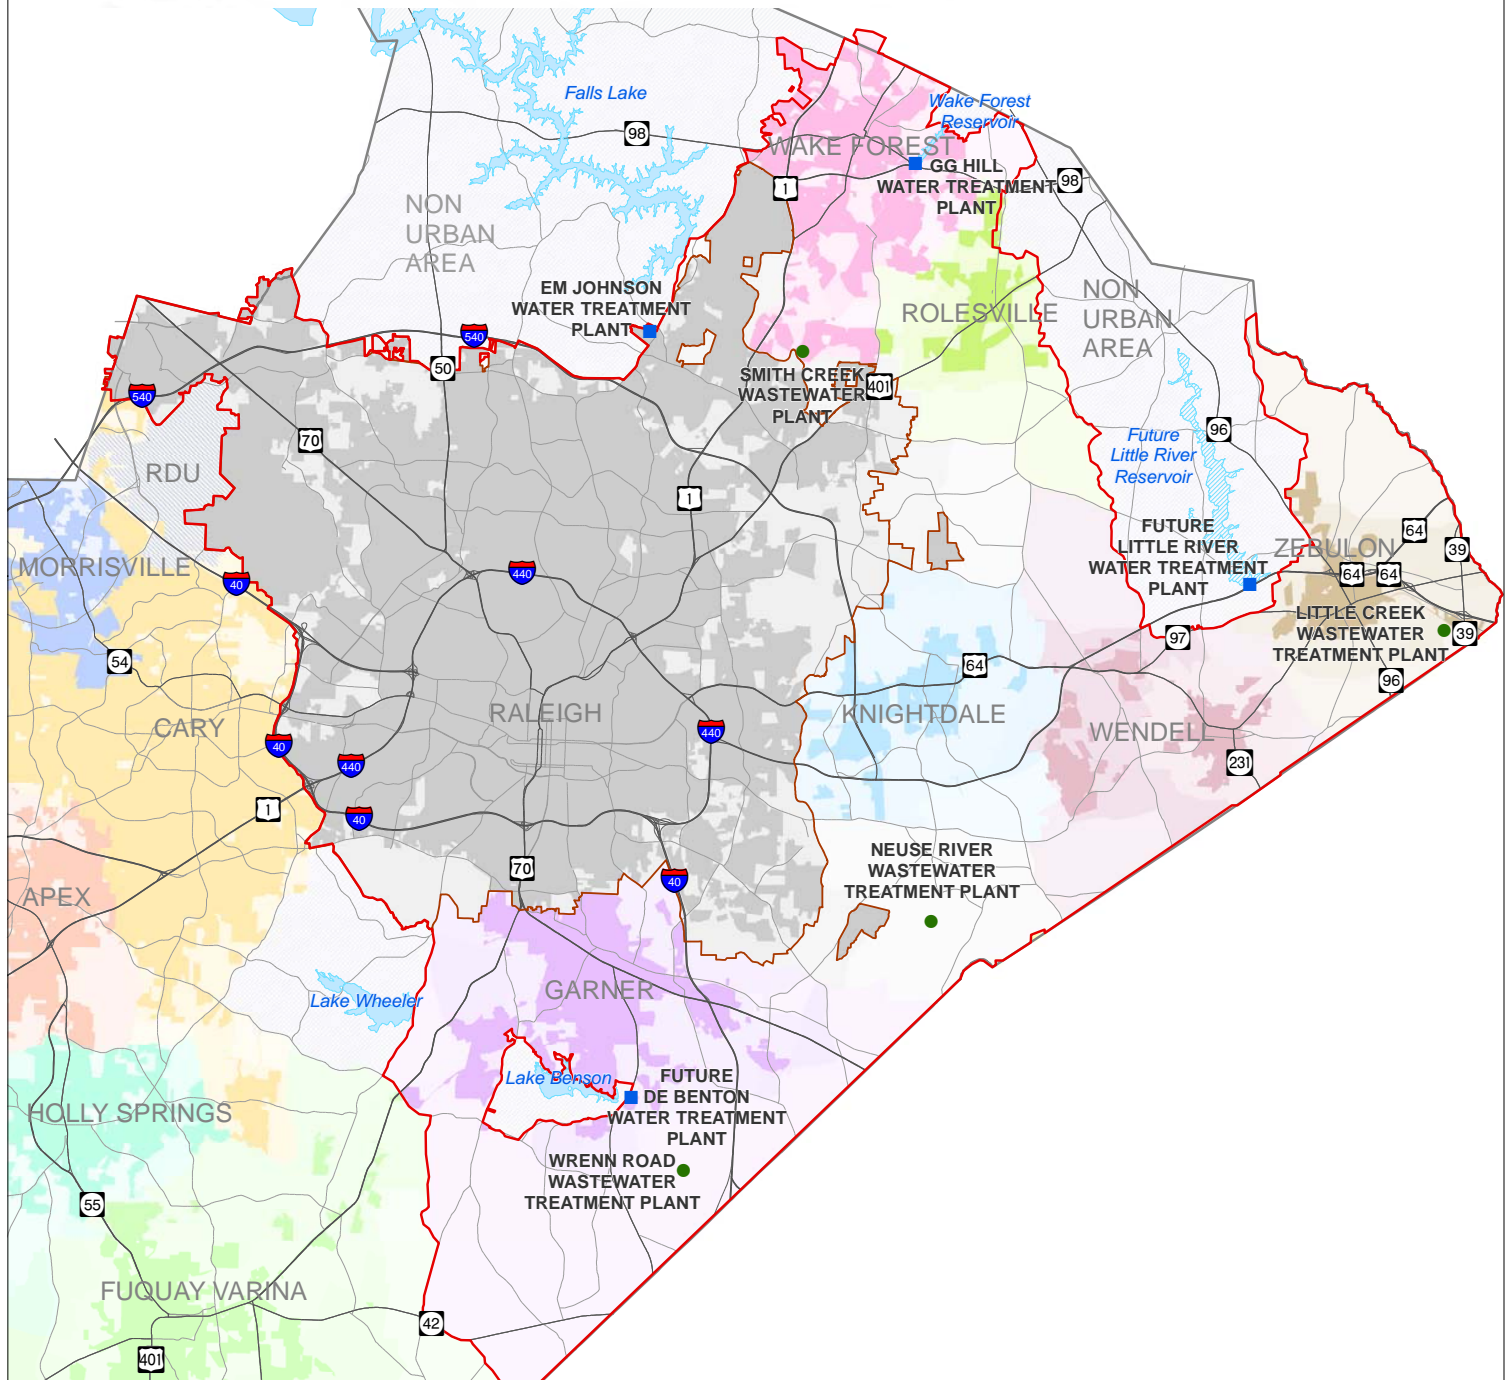 Falls Lake
98
Wake Forest
Reservoir
WAKE FOREST
GG HILL
WATER TREATMENT
PLANT
98
1
NON
URBAN
AREA
EM JOHNSON
WATER TREATMENT
PLANT
540
50
540
70
ROLESVILLE
NON
URBAN
AREA
SMITH CREEK
WASTEWATER
PLANT
401
96
Future
Little River
Reservoir
RDU
1
FUTURE
LITTLE RIVER
WATER TREATMENT
PLANT
ZEBULON
64
39
64
64
LITTLE CREEK
WASTEWATER
TREATMENT PLANT
39
96
MORRISVILLE
40
440
54
97
64
CARY
RALEIGH
KNIGHTDALE
WENDELL
40
440
440
231
1
40
70
40
NEUSE RIVER
WASTEWATER
TREATMENT PLANT
APEX
Lake Wheeler
GARNER
Lake Benson
FUTURE
DE BENTON
WATER TREATMENT
PLANT
HOLLY SPRINGS
WRENN ROAD
WASTEWATER
TREATMENT PLANT
55
FUQUAY VARINA
42
401